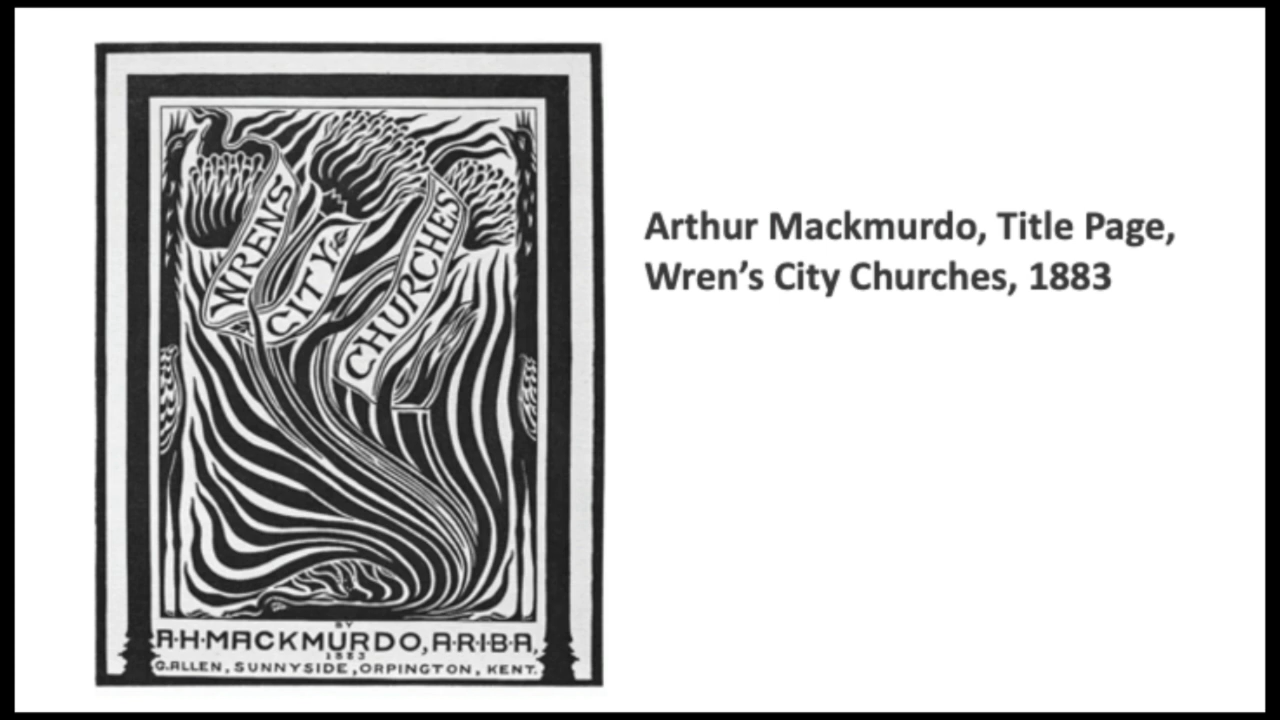 WRENS
CITY
CHURCHES
BY
A·H·MACKMURDO, A·R·I·B·A,
1883
G.ALLEN, SUNNYSIDE, ORPINGTON, KENT.
Arthur Mackmurdo, Title Page,
Wren’s City Churches, 1883